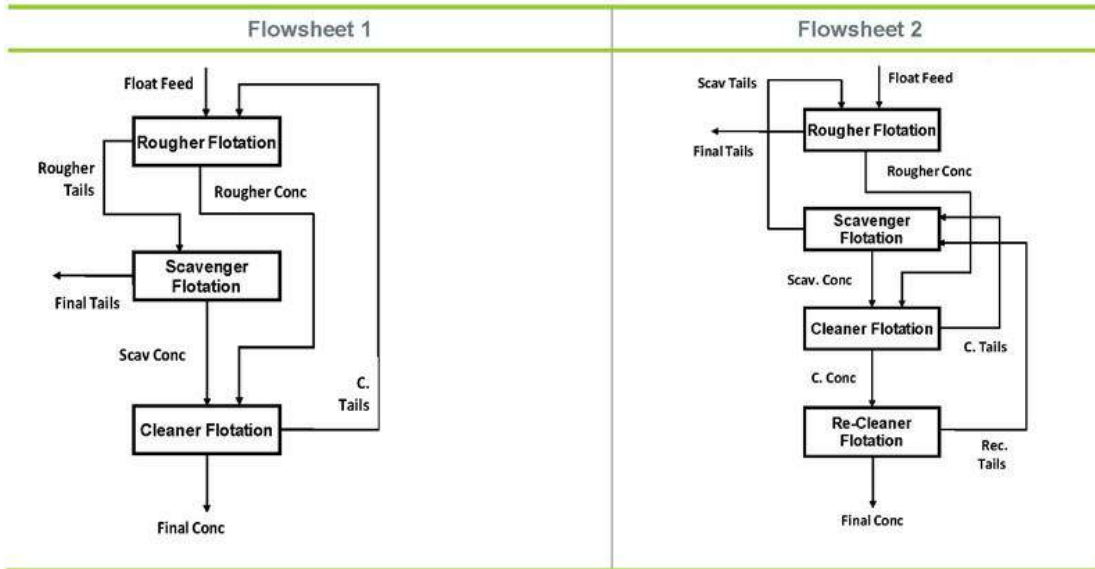 Flowsheet 1
Float Feed
Rougher Flotation
Rougher
Tails
Rougher Conc
Scavenger
Flotation
Final Tails
Scav Conc
C.
Tails
Cleaner Flotation
Final Conc
Flowsheet 2
Scav Tails
Float Feed
Rougher Flotation
Final Tails
Rougher Conc
Scavenger
Flotation
Scav. Conc
Cleaner Flotation
C. Tails
C. Conc
Re-Cleaner
Flotation
Rec.
Tails
Final Conc